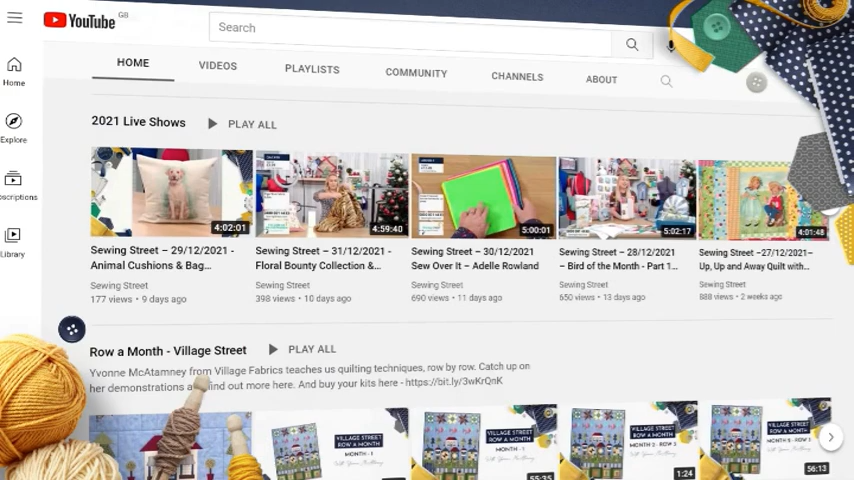 YouTube GB
Search
HOME VIDEOS PLAYLISTS COMMUNITY CHANNELS ABOUT
Home
Explore
scriptions
Library
2021 Live Shows PLAY ALL
4:02:01 4:59:40 5:00:01 5:02:17 4:01:48
Sewing Street – 29/12/2021 -
Animal Cushions & Bag...
Sewing Street
177 views • 9 days ago
Sewing Street – 31/12/2021 -
Floral Bounty Collection &...
Sewing Street
398 views • 10 days ago
Sewing Street – 30/12/2021
Sew Over It – Adelle Rowland
Sewing Street
690 views • 11 days ago
Sewing Street – 28/12/2021
– Bird of the Month - Part 1...
Sewing Street
650 views • 13 days ago
Sewing Street –27/12/2021–
Up, Up and Away Quilt with...
Sewing Street
888 views • 2 weeks ago
Row a Month - Village Street PLAY ALL
Yvonne McAtamney from Village Fabrics teaches us quilting techniques, row by row. Catch up on
her demonstrations a find out more here. And buy your kits here - https://bit.ly/3wKrQnK
VILLAGE STREET
ROW A MONTH
MONTH - 1
VILLAGE STREET
ROW A MONTH
MONTH - 1
55:35
VILLAGE STREET
ROW A MONTH
MONTH 2 - ROW 3
1:24
VILLAGE STREET
ROW A MONTH
56:13